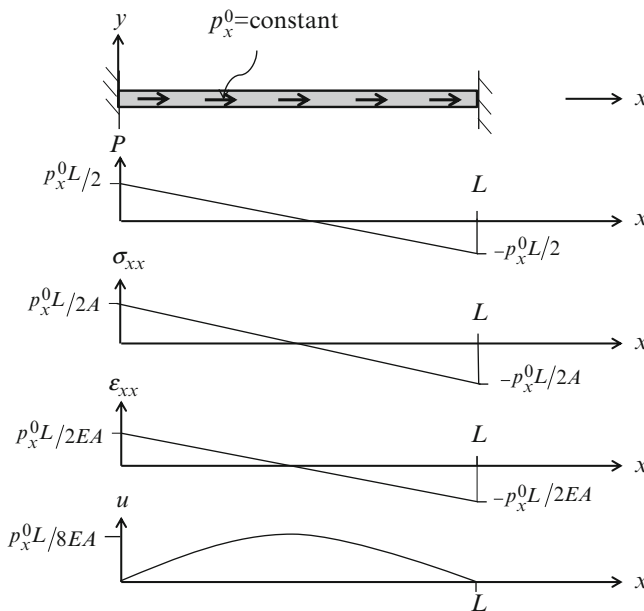 y
p_x^0=constant
x
P
p_x^0L/2
L
x
−p_x^0L/2
σ_xx
p_x^0L/2A
L
x
−p_x^0L/2A
ε_xx
p_x^0L/2EA
L
x
−p_x^0L/2EA
u
p_x^0L/8EA
x
L